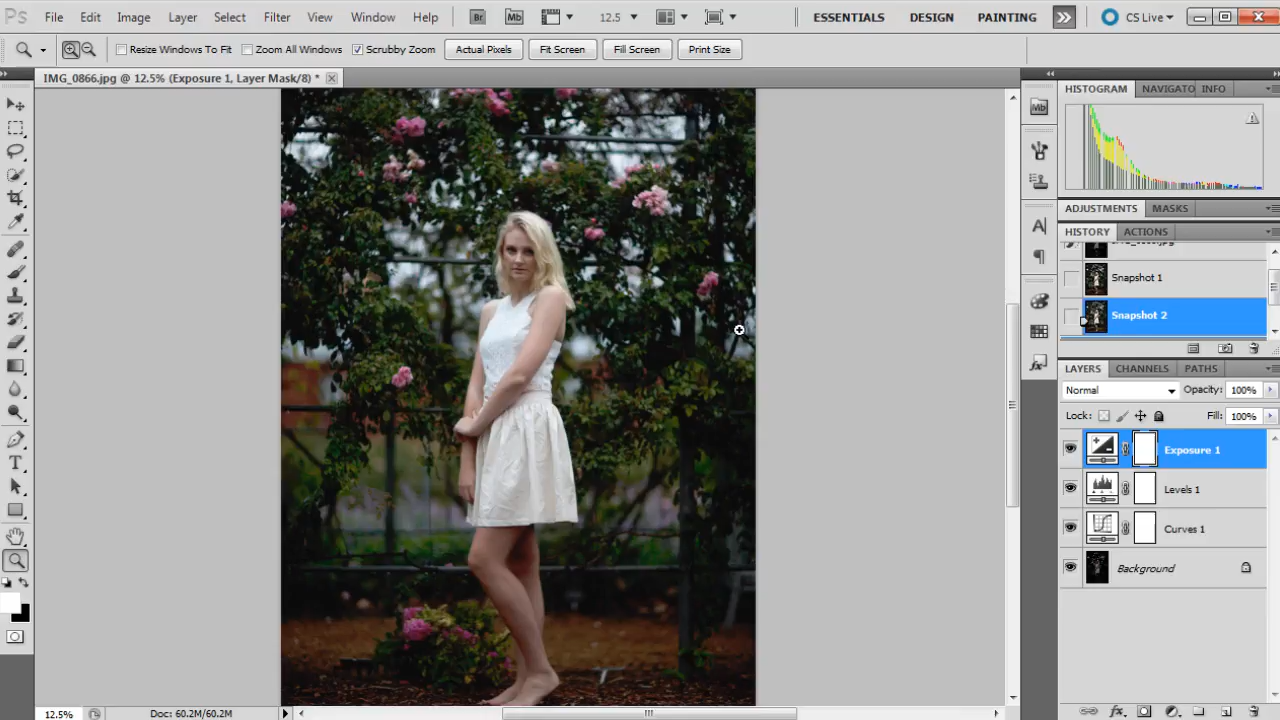 Ps File Edit Image Layer Select Filter View Window Help Br Mb 12.5 ESSENTIALS DESIGN PAINTING CS Live
Resize Windows To Fit Zoom All Windows Scrubby Zoom Actual Pixels Fit Screen Fill Screen Print Size
IMG_0866.jpg @ 12.5% (Exposure 1, Layer Mask/8) *
HISTOGRAM NAVIGATO INFO
Mb
ADJUSTMENTS MASKS
HISTORY ACTIONS
Snapshot 1
Snapshot 2
LAYERS CHANNELS PATHS
Normal Opacity: 100%
Lock: Fill: 100%
Exposure 1
Levels 1
Curves 1
Background
12.5% Doc: 60.2M/60.2M